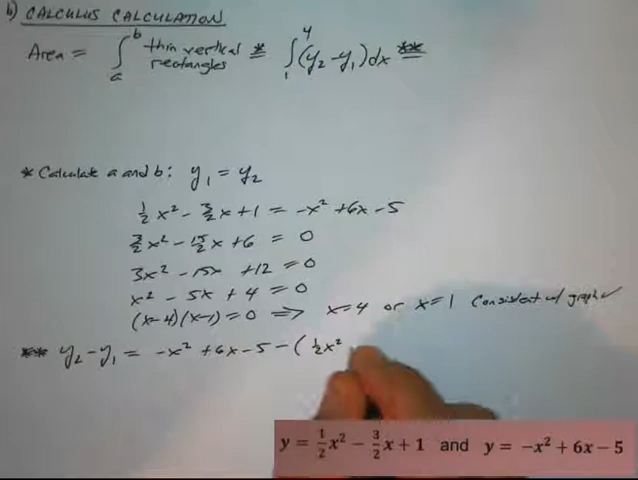 b) CALCULUS CALCULATION
Area = ∫ₐᵇ thin vertical rectangles * = ∫₁⁴ (y₂ - y₁)dx **
* Calculate a and b: y₁ = y₂
½x² - 3/2x + 1 = -x² + 6x - 5
3/2x² - 15/2x + 6 = 0
3x² - 15x + 12 = 0
x² - 5x + 4 = 0
(x-4)(x-1) = 0 ⇒ x=4 or x=1 Consistent w/ graph ✓
** y₂ - y₁ = -x² + 6x - 5 - (½x²
y = 1/2x² - 3/2x + 1 and y = -x² + 6x - 5